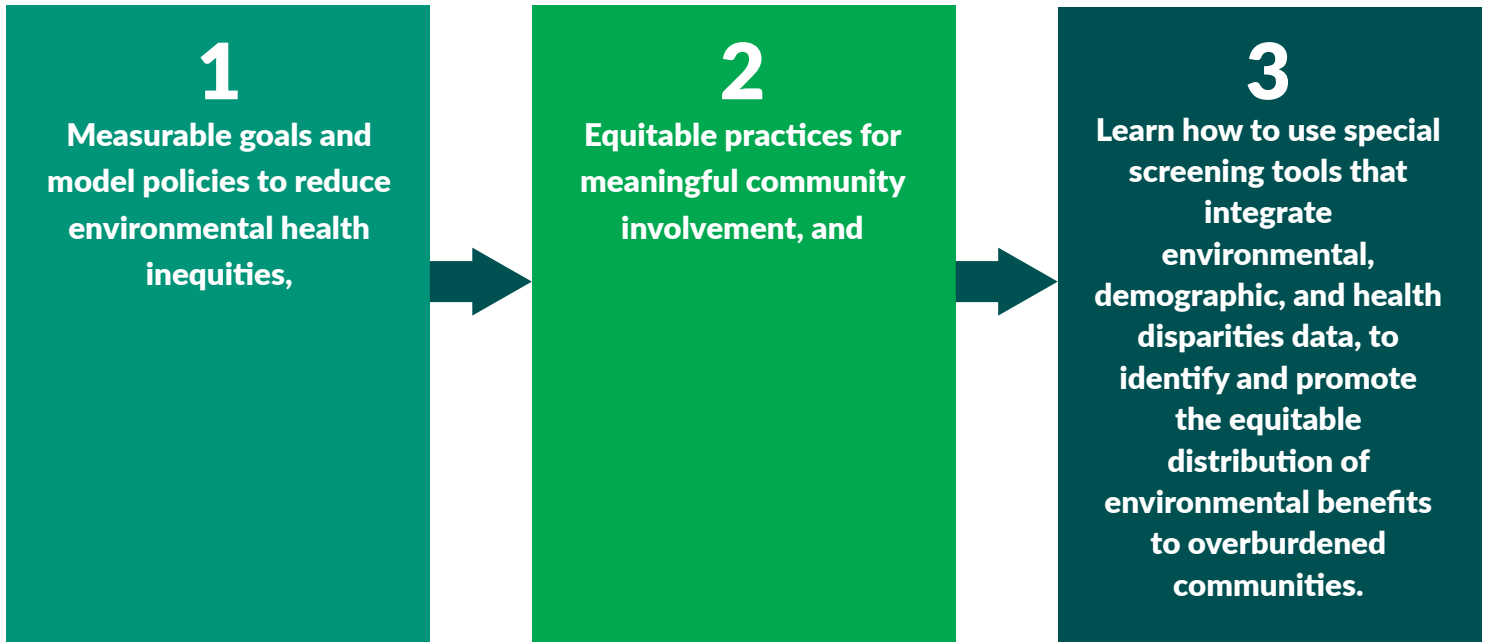 1
Measurable goals and
model policies to reduce
environmental health
inequities,
2
Equitable practices for
meaningful community
involvement, and
3
Learn how to use special
screening tools that
integrate
environmental,
demographic, and health
disparities data, to
identify and promote
the equitable
distribution of
environmental benefits
to overburdened
communities.